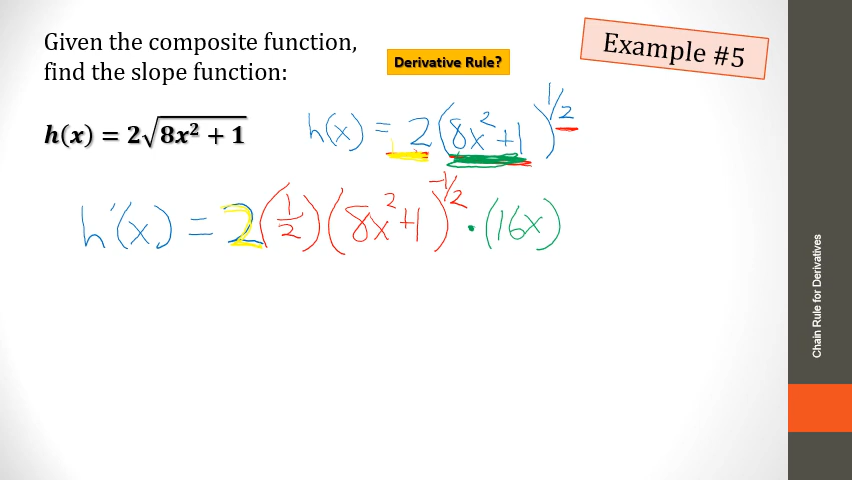 Given the composite function,
find the slope function:
Derivative Rule?
Example #5
h(x) = 2√(8x² + 1)
h(x) = 2(8x²+1)^1/2
h'(x) = 2(1/2)(8x²+1)^-1/2 • (16x)
Chain Rule for Derivatives